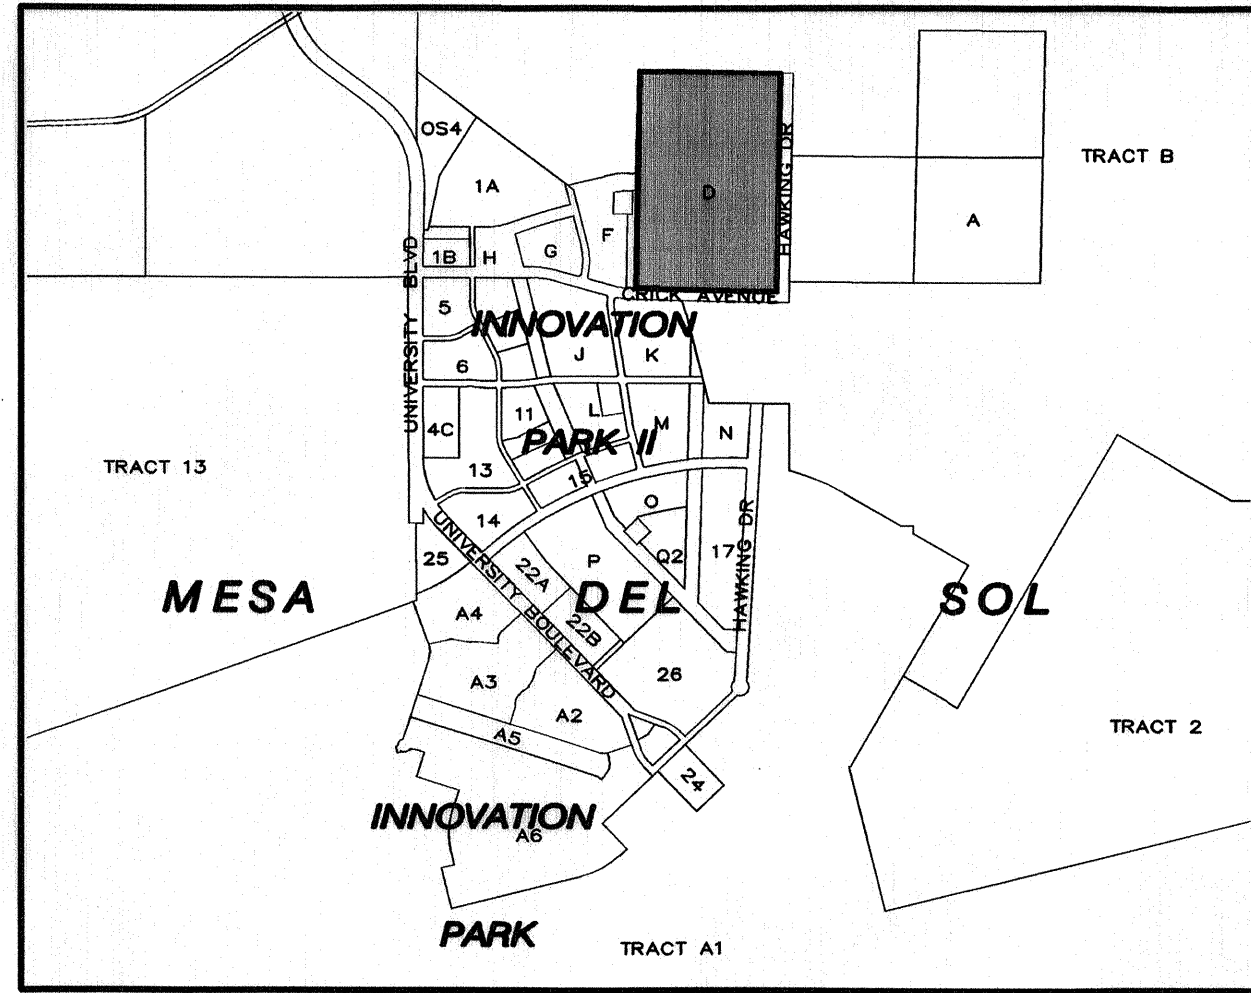 OS4
TRACT B
1A
D
HAWKING DR
A
F
G
H
1B
UNIVERSITY BLVD
CRICK AVENUE
5
INNOVATION
J
K
6
11
L
M
4C
PARK II
N
TRACT 13
13
15
O
14
UNIVERSITY BOULEVARD
HAWKING DR
25
22A
P
Q2
17
MESA
DEL
SOL
A4
22B
26
A3
A2
TRACT 2
A5
24
INNOVATION
A6
PARK
TRACT A1